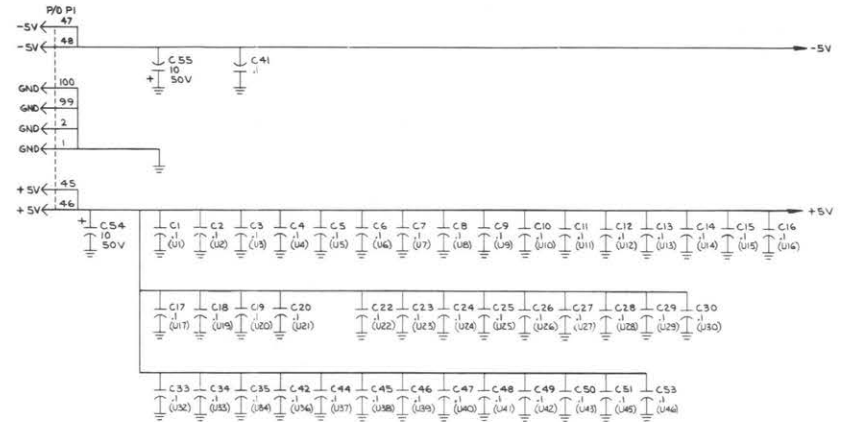 P/O P1
-5V 47
-5V 48 -5V
C55 C41
10 .1
+ 50V
GND 100
GND 99
GND 2
GND 1
+5V 45
+5V 46 +5V
+ C54 C1 C2 C3 C4 C5 C6 C7 C8 C9 C10 C11 C12 C13 C14 C15 C16
10 .1 .1 .1 .1 .1 .1 .1 .1 .1 .1 .1 .1 .1 .1 .1 .1
50V (U1) (U2) (U3) (U4) (U5) (U6) (U7) (U8) (U9) (U10) (U11) (U12) (U13) (U14) (U15) (U16)
C17 C18 C19 C20 C22 C23 C24 C25 C26 C27 C28 C29 C30
.1 .1 .1 .1 .1 .1 .1 .1 .1 .1 .1 .1 .1
(U17) (U19) (U20) (U21) (U22) (U23) (U24) (U25) (U26) (U27) (U28) (U29) (U30)
C33 C34 C35 C42 C44 C45 C46 C47 C48 C49 C50 C51 C53
.1 .1 .1 .1 .1 .1 .1 .1 .1 .1 .1 .1 .1
(U32) (U33) (U34) (U36) (U37) (U38) (U39) (U40) (U41) (U42) (U43) (U45) (U46)